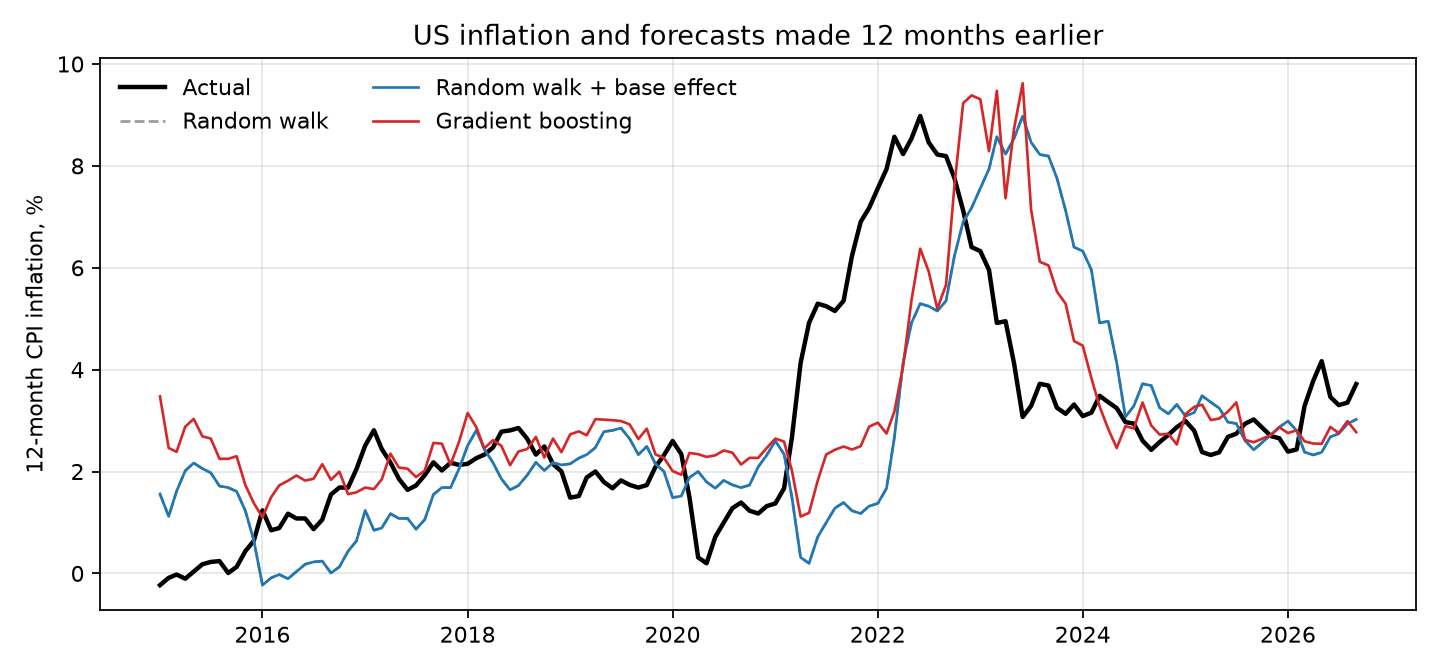 US inflation and forecasts made 12 months earlier
Actual
Random walk
Random walk + base effect
Gradient boosting
12-month CPI inflation, %
10
8
6
4
2
0
2016
2018
2020
2022
2024
2026